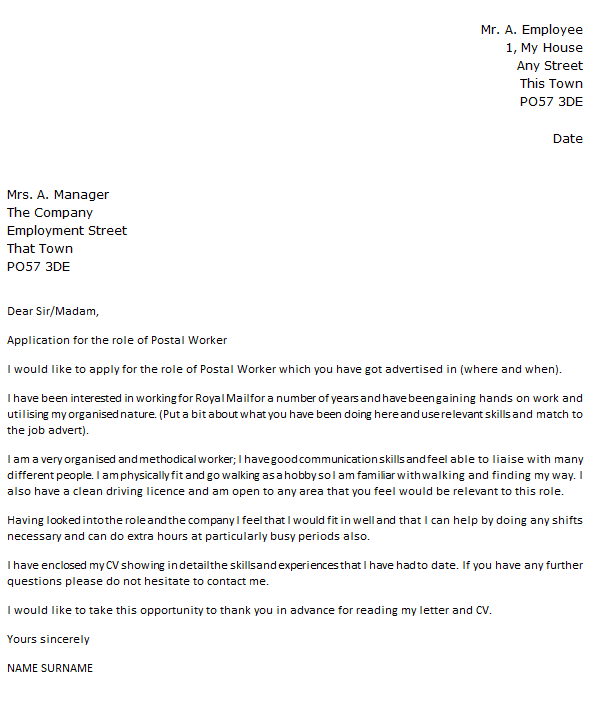 Mr. A. Employee
1, My House
Any Street
This Town
PO57 3DE
Date
Mrs. A. Manager
The Company
Employment Street
That Town
PO57 3DE
Dear Sir/Madam,
Application for the role of Postal Worker
I would like to apply for the role of Postal Worker which you have got advertised in (where and when).
I have been interested in working for Royal Mail for a number of years and have been gaining hands on work and
utilising my organised nature. (Put a bit about what you have been doing here and use relevant skills and match to
the job advert).
I am a very organised and methodical worker; I have good communication skills and feel able to liaise with many
different people. I am physically fit and go walking as a hobby so I am familiar with walking and finding my way. I
also have a clean driving licence and am open to any area that you feel would be relevant to this role.
Having looked into the role and the company I feel that I would fit in well and that I can help by doing any shifts
necessary and can do extra hours at particularly busy periods also.
I have enclosed my CV showing in detail the skills and experiences that I have had to date. If you have any further
questions please do not hesitate to contact me.
I would like to take this opportunity to thank you in advance for reading my letter and CV.
Yours sincerely
NAME SURNAME